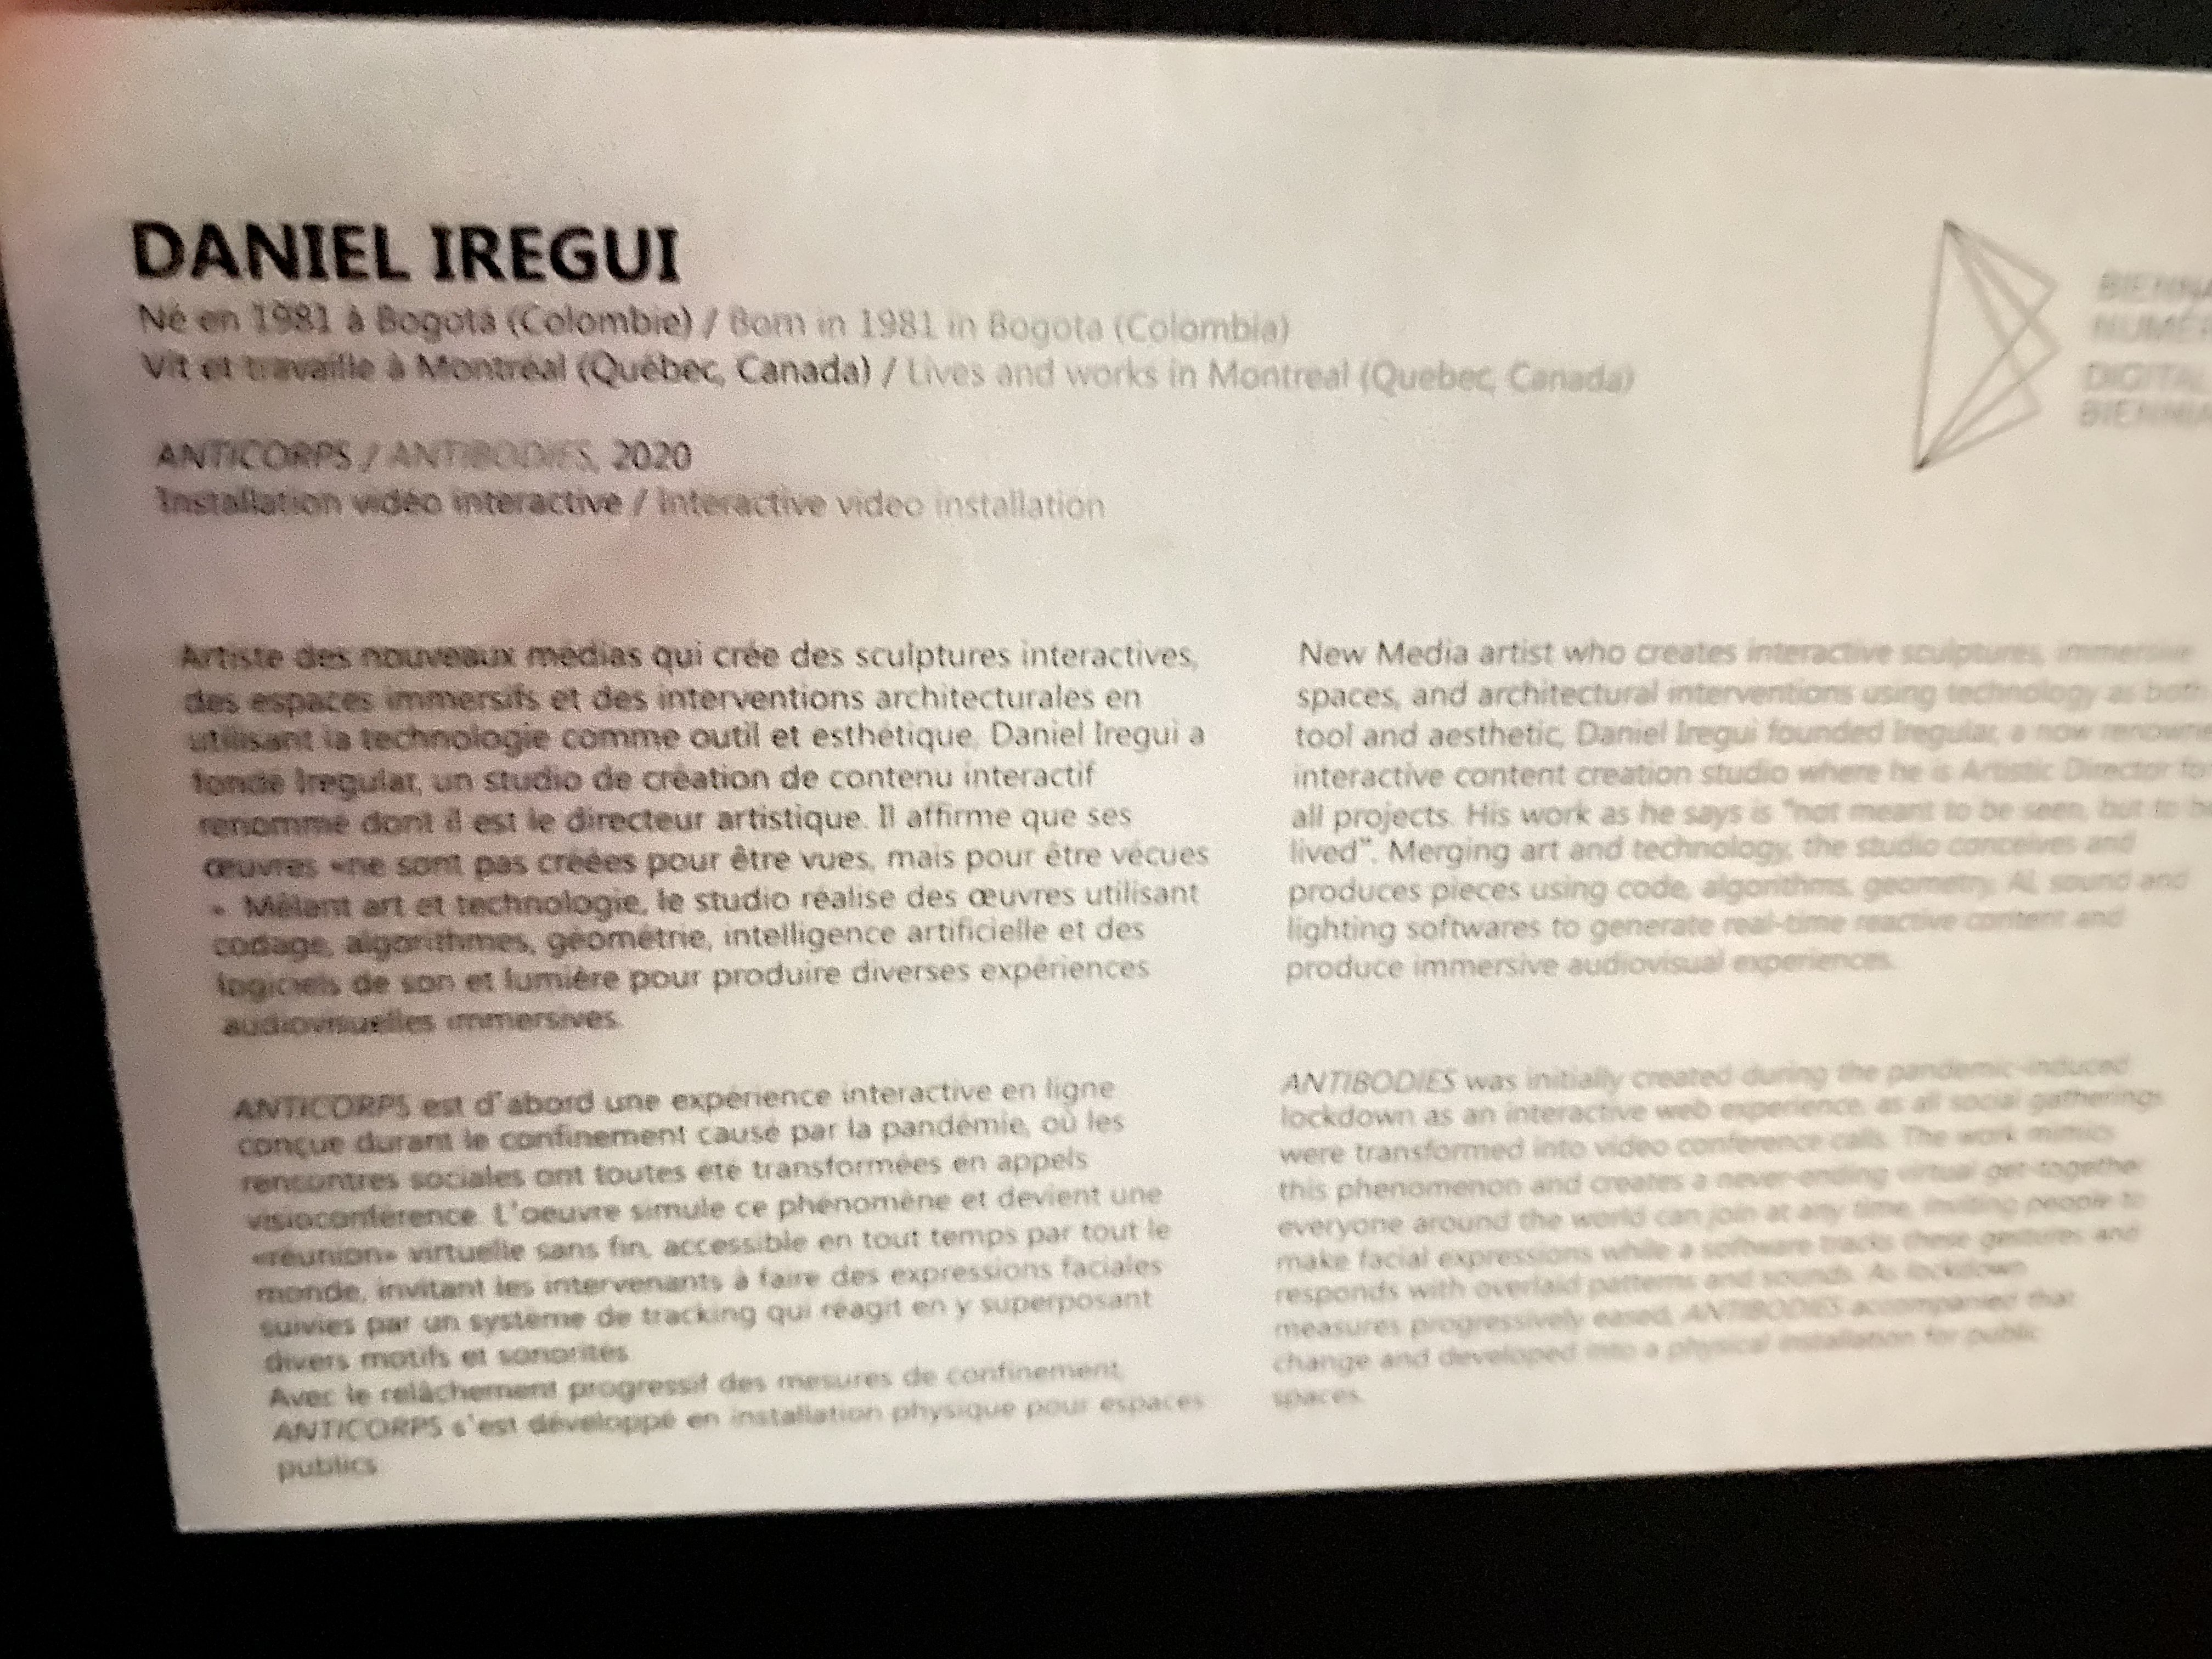 DANIEL IREGUI
Né en 1981 à Bogotá (Colombie) / Born in 1981 in Bogota (Colombia)
Vit et travaille à Montréal (Québec, Canada) / Lives and works in Montreal (Quebec, Canada)
ANTICORPS / ANTIBODIES, 2020
Installation vidéo interactive / Interactive video installation
BIENNA
NUMÉ
DIGITAL
BIENNIA
Artiste des nouveaux médias qui crée des sculptures interactives,
des espaces immersifs et des interventions architecturales en
utilisant la technologie comme outil et esthétique, Daniel Iregui a
fondé Iregular, un studio de création de contenu interactif
renommé dont il est le directeur artistique. Il affirme que ses
œuvres «ne sont pas créées pour être vues, mais pour être vécues
». Mêlant art et technologie, le studio réalise des œuvres utilisant
codage, algorithmes, géométrie, intelligence artificielle et des
logiciels de son et lumière pour produire diverses expériences
audiovisuelles immersives.
ANTICORPS est d'abord une expérience interactive en ligne
conçue durant le confinement causé par la pandémie, où les
rencontres sociales ont toutes été transformées en appels
visioconférence. L'oeuvre simule ce phénomène et devient une
«réunion» virtuelle sans fin, accessible en tout temps par tout le
monde, invitant les intervenants à faire des expressions faciales
suivies par un système de tracking qui réagit en y superposant
divers motifs et sonorités.
Avec le relâchement progressif des mesures de confinement,
ANTICORPS s'est développé en installation physique pour espaces
publics.
New Media artist who creates interactive sculptures, immersive
spaces, and architectural interventions using technology as both
tool and aesthetic, Daniel Iregui founded Iregular, a now renowne
interactive content creation studio where he is Artistic Director for
all projects. His work as he says is "not meant to be seen, but to b
lived". Merging art and technology, the studio conceives and
produces pieces using code, algorithms, geometry, AI, sound and
lighting softwares to generate real-time reactive content and
produce immersive audiovisual experiences.
ANTIBODIES was initially created during the pandemic-induced
lockdown as an interactive web experience, as all social gatherings
were transformed into video conference calls. The work mimics
this phenomenon and creates a never-ending virtual get-together
everyone around the world can join at any time, inviting people to
make facial expressions while a software tracks these gestures and
responds with overlaid patterns and sounds. As lockdown
measures progressively eased, ANTIBODIES accompanied that
change and developed into a physical installation for public
spaces.